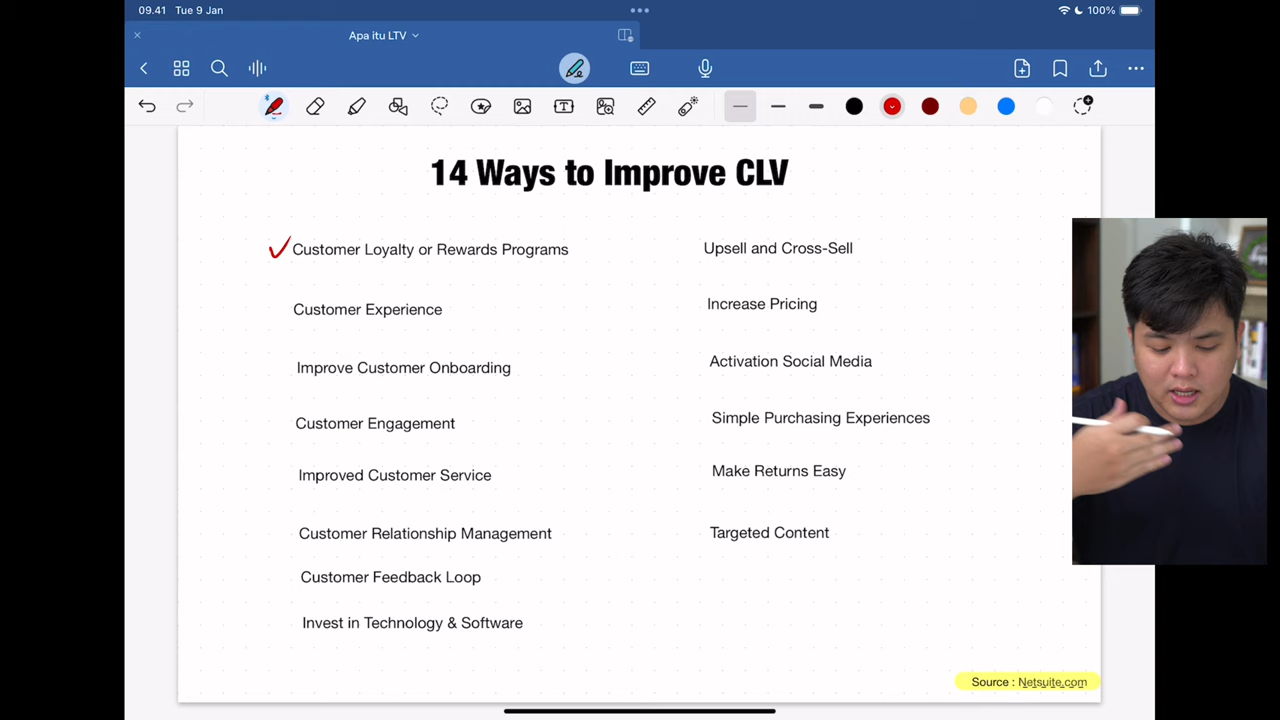 09.41 Tue 9 Jan
100%
Apa itu LTV
14 Ways to Improve CLV
Customer Loyalty or Rewards Programs
Customer Experience
Improve Customer Onboarding
Customer Engagement
Improved Customer Service
Customer Relationship Management
Customer Feedback Loop
Invest in Technology & Software
Upsell and Cross-Sell
Increase Pricing
Activation Social Media
Simple Purchasing Experiences
Make Returns Easy
Targeted Content
Source : Netsuite.com